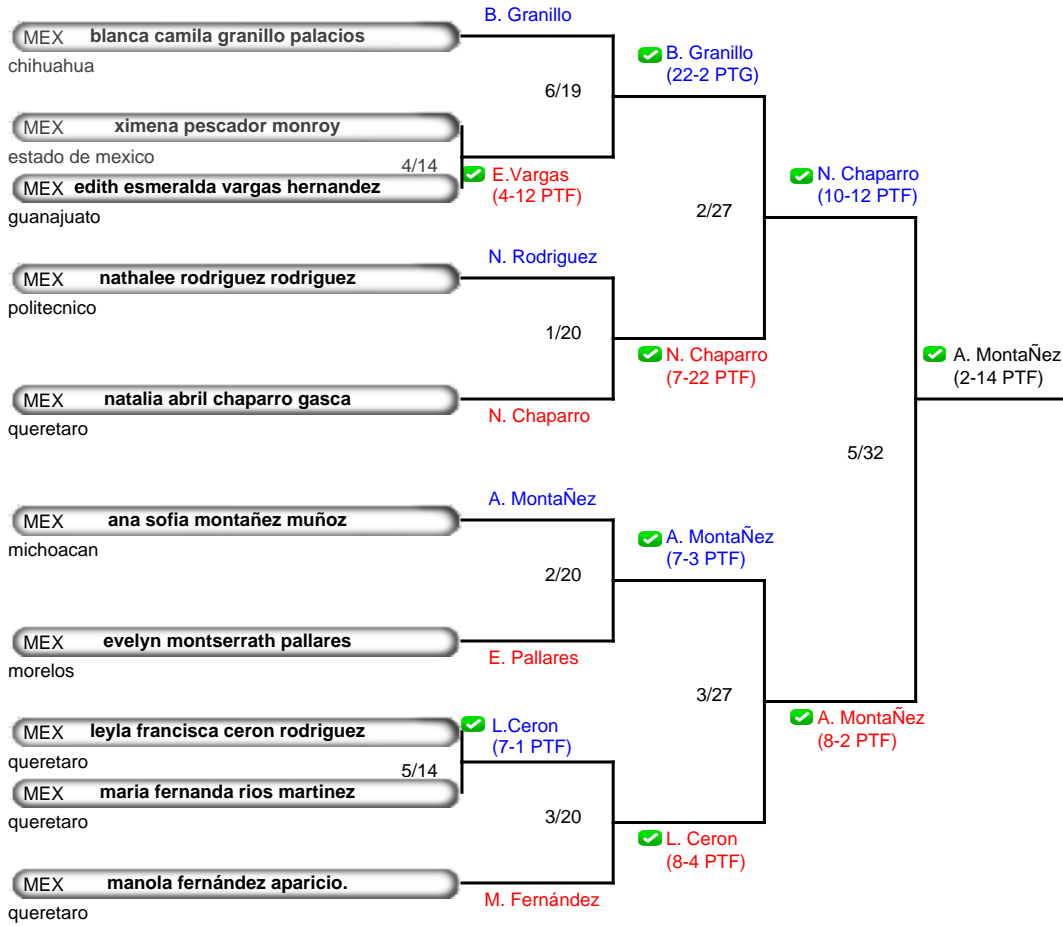 B. Granillo
MEX blanca camila granillo palacios
chihuahua
B. Granillo
(22-2 PTG)
6/19
MEX ximena pescador monroy
estado de mexico
4/14
E.Vargas
(4-12 PTF)
MEX edith esmeralda vargas hernandez
guanajuato
N. Chaparro
(10-12 PTF)
2/27
N. Rodriguez
MEX nathalee rodriguez rodriguez
politecnico
1/20
N. Chaparro
(7-22 PTF)
A. MontaÑez
(2-14 PTF)
MEX natalia abril chaparro gasca
queretaro
N. Chaparro
5/32
A. MontaÑez
MEX ana sofia montañez muñoz
michoacan
A. MontaÑez
(7-3 PTF)
2/20
MEX evelyn montserrath pallares
morelos
E. Pallares
3/27
A. MontaÑez
(8-2 PTF)
L.Ceron
(7-1 PTF)
MEX leyla francisca ceron rodriguez
queretaro
5/14
MEX maria fernanda rios martinez
queretaro
3/20
L. Ceron
(8-4 PTF)
MEX manola fernández aparicio.
queretaro
M. Fernández